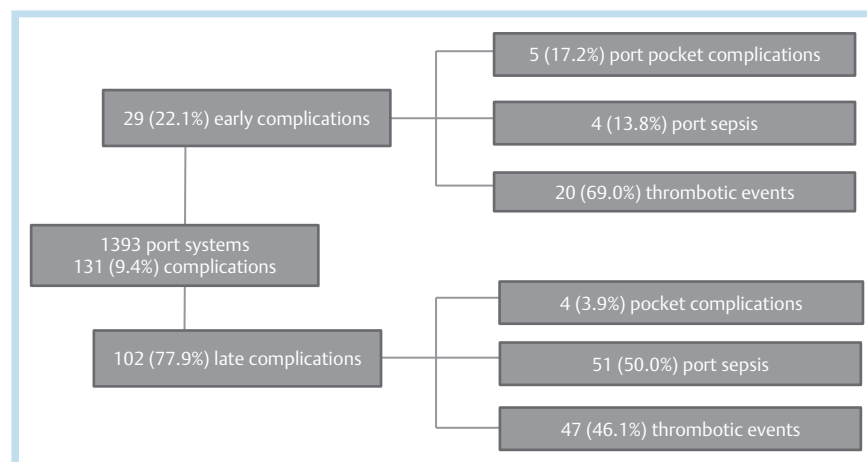 5 (17.2%) port pocket complications
29 (22.1%) early complications
4 (13.8%) port sepsis
20 (69.0%) thrombotic events
1393 port systems
131 (9.4%) complications
4 (3.9%) pocket complications
102 (77.9%) late complications
51 (50.0%) port sepsis
47 (46.1%) thrombotic events